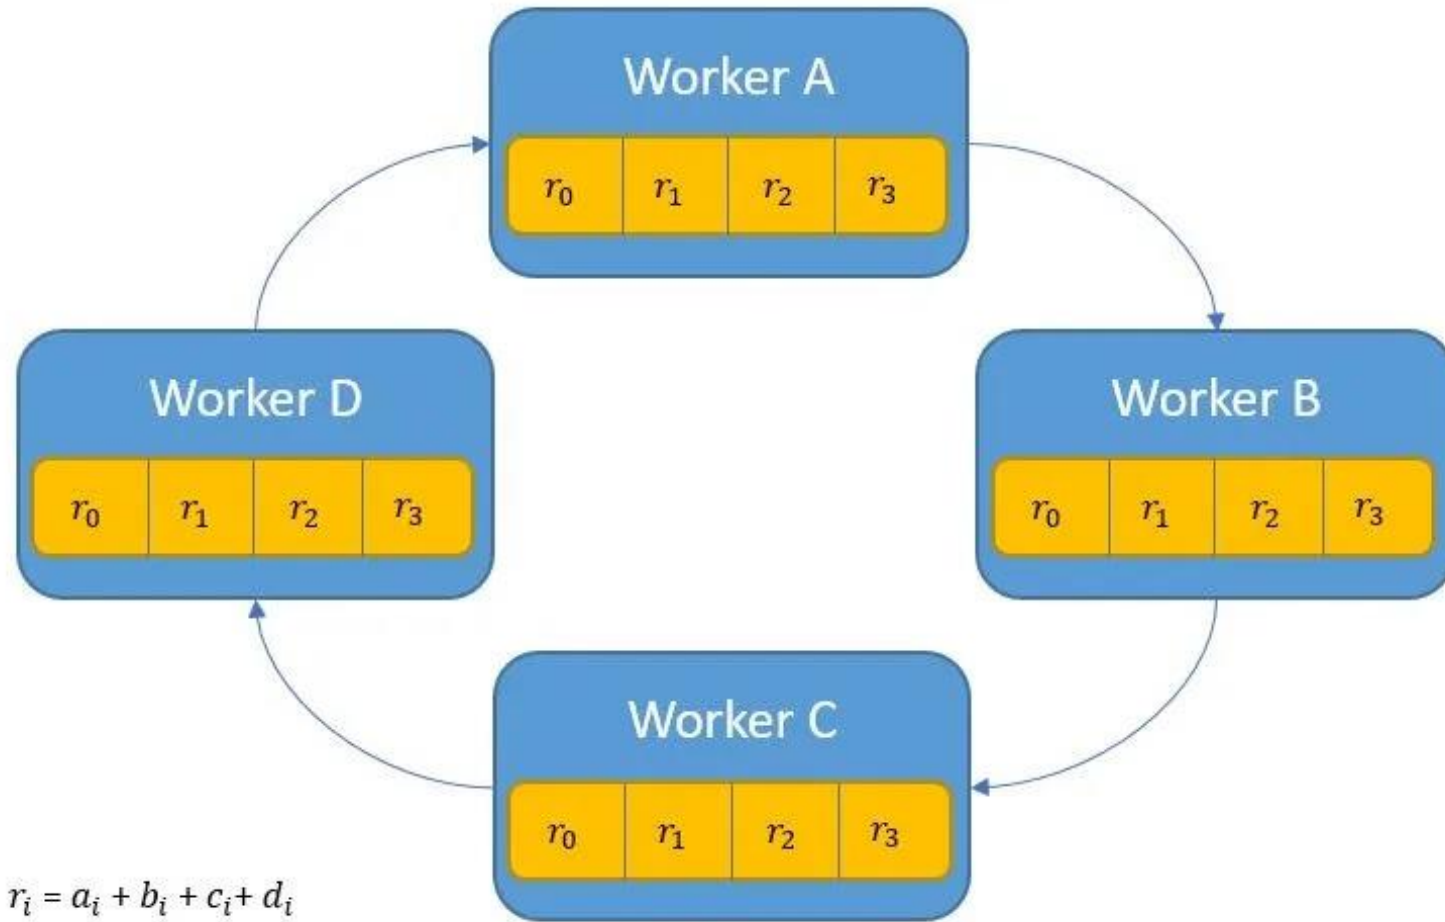 Worker A
r₀ r₁ r₂ r₃
Worker D
r₀ r₁ r₂ r₃
Worker B
r₀ r₁ r₂ r₃
Worker C
r₀ r₁ r₂ r₃
rᵢ = aᵢ + bᵢ + cᵢ+ dᵢ